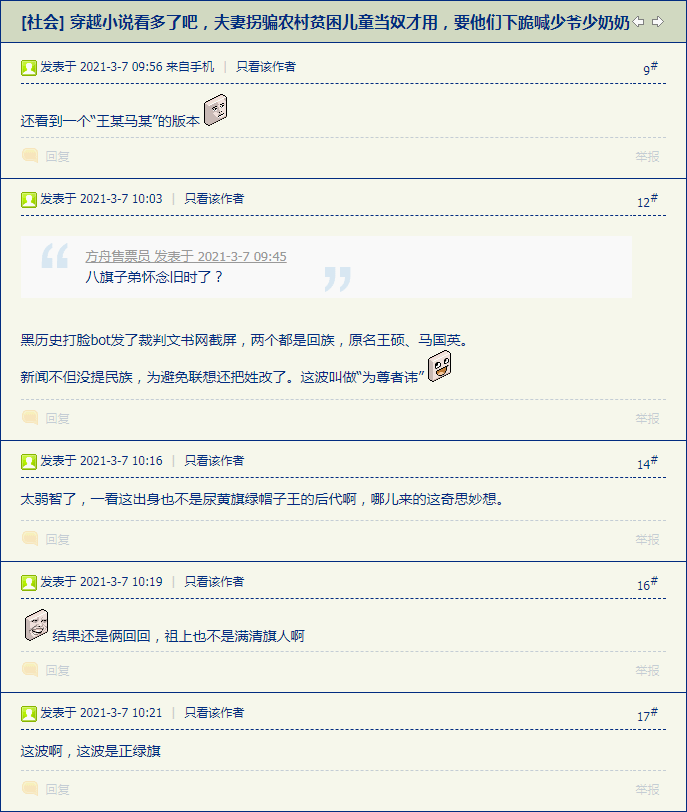 [社会] 穿越小说看多了吧，夫妻拐骗农村贫困儿童当奴才用，要他们下跪喊少爷少奶奶
发表于 2021-3-7 09:56 来自手机 | 只看该作者 9#
还看到一个“王某马某”的版本
回复 举报
发表于 2021-3-7 10:03 | 只看该作者 12#
方舟售票员 发表于 2021-3-7 09:45
八旗子弟怀念旧时了？
黑历史打脸bot发了裁判文书网截屏，两个都是回族，原名王硕、马国英。
新闻不但没提民族，为避免联想还把姓改了。这波叫做“为尊者讳”
回复 举报
发表于 2021-3-7 10:16 | 只看该作者 14#
太弱智了，一看这出身也不是尿黄旗绿帽子王的后代啊，哪儿来的这奇思妙想。
回复 举报
发表于 2021-3-7 10:19 | 只看该作者 16#
结果还是俩回回，祖上也不是满清旗人啊
回复 举报
发表于 2021-3-7 10:21 | 只看该作者 17#
这波啊，这波是正绿旗
回复 举报